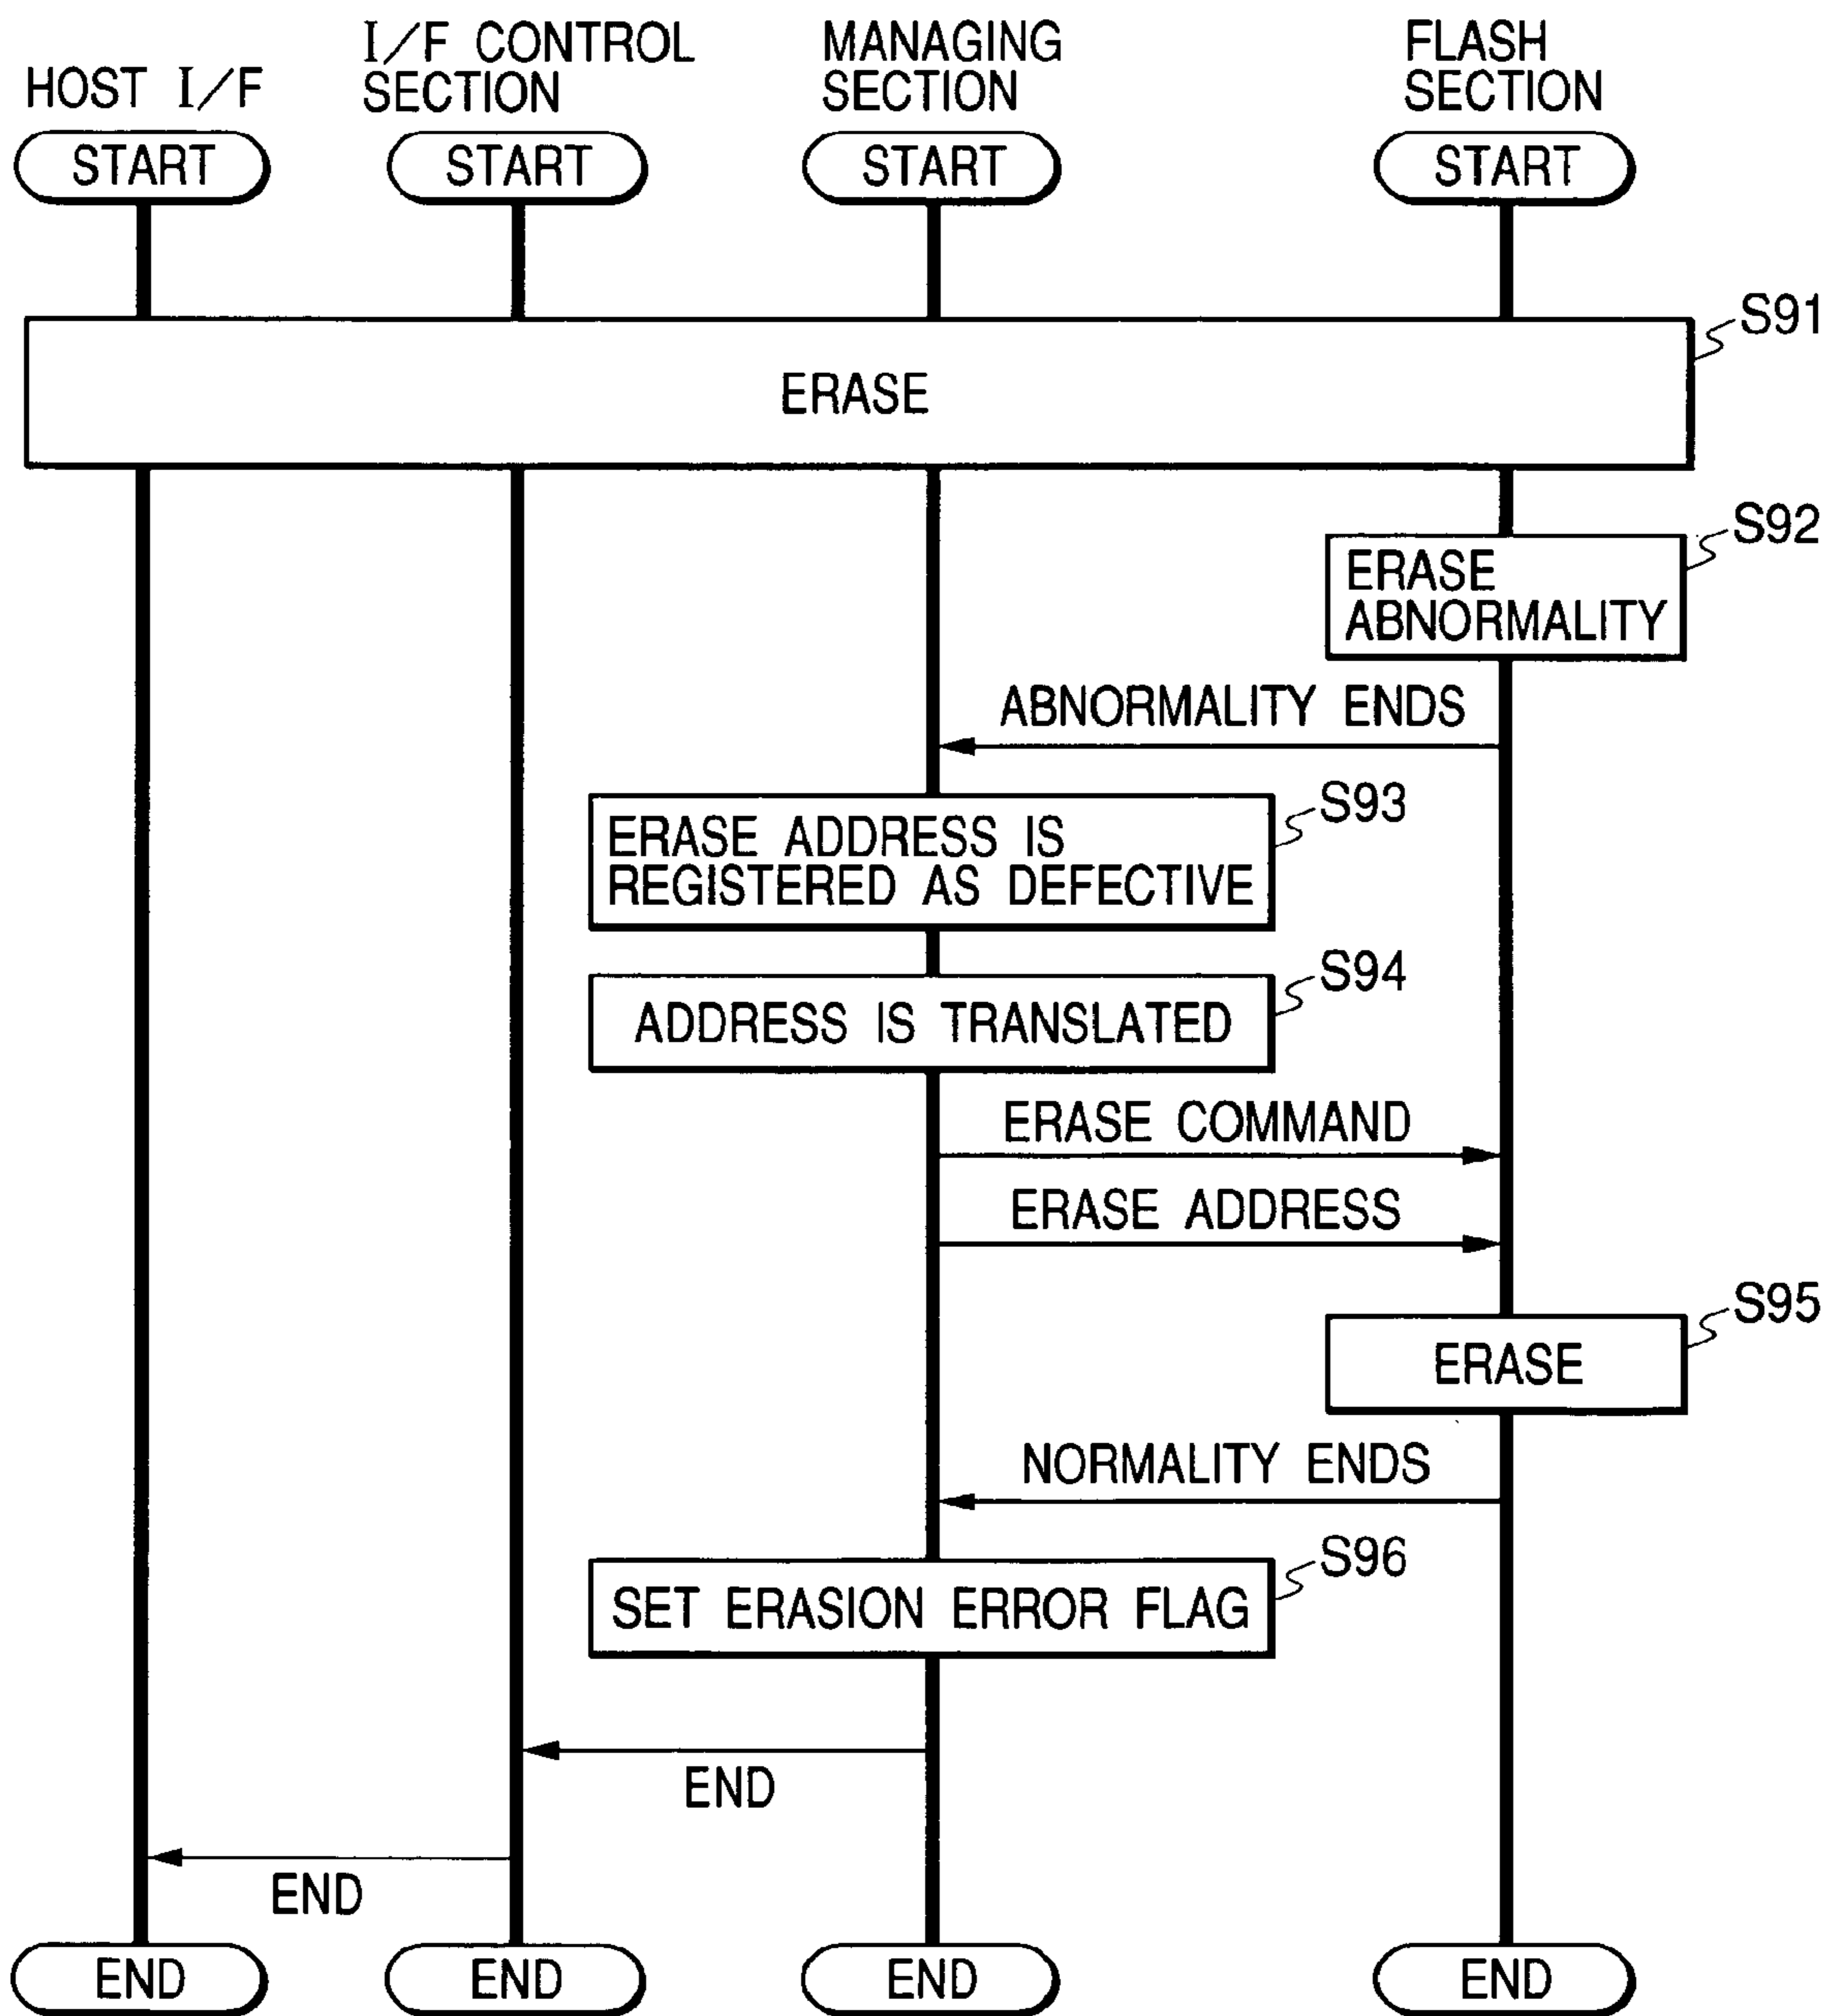 HOST I/F
I/F CONTROL
SECTION
MANAGING
SECTION
FLASH
SECTION
START
START
START
START
ERASE
S91
ERASE
ABNORMALITY
S92
ABNORMALITY ENDS
ERASE ADDRESS IS
REGISTERED AS DEFECTIVE
S93
ADDRESS IS TRANSLATED
S94
ERASE COMMAND
ERASE ADDRESS
ERASE
S95
NORMALITY ENDS
SET ERASION ERROR FLAG
S96
END
END
END
END
END
END